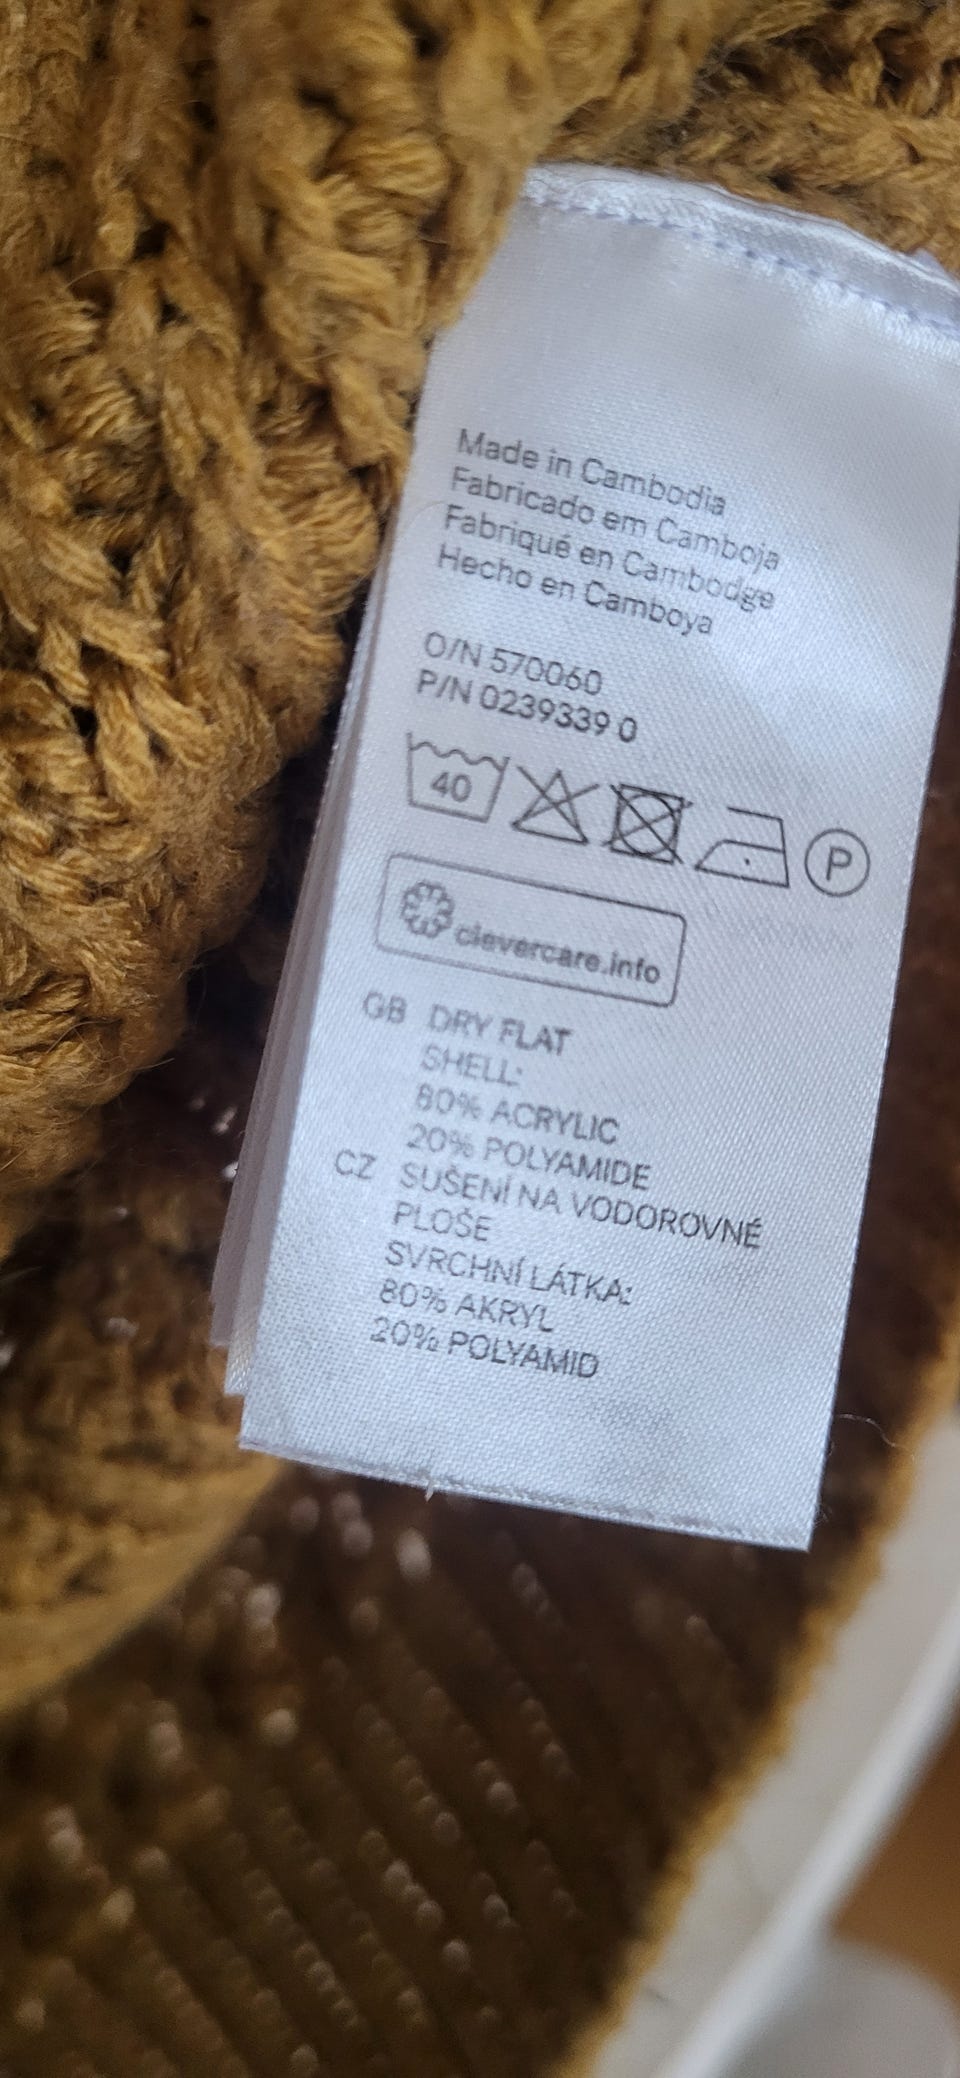 Made in Cambodia
Fabricado em Camboja
Fabriqué en Cambodge
Hecho en Camboya
O/N 570060
P/N 0239339 0
40
P
clevercare.info
GB DRY FLAT
SHELL:
80% ACRYLIC
20% POLYAMIDE
CZ SUŠENÍ NA VODOROVNÉ
PLOŠE
SVRCHNÍ LÁTKA:
80% AKRYL
20% POLYAMID